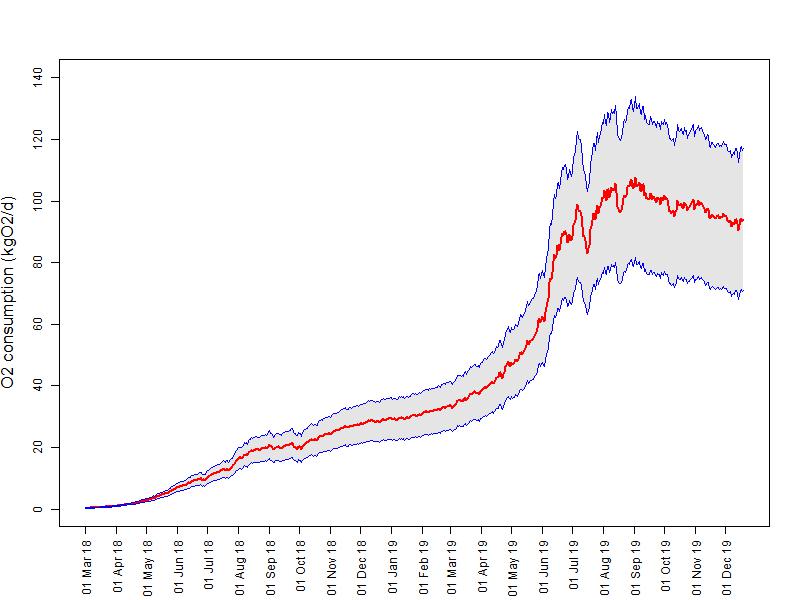 O2 consumption (kgO2/d)
140
120
100
80
60
40
20
0
01 Mar 18
01 Apr 18
01 May 18
01 Jun 18
01 Jul 18
01 Aug 18
01 Sep 18
01 Oct 18
01 Nov 18
01 Dec 18
01 Jan 19
01 Feb 19
01 Mar 19
01 Apr 19
01 May 19
01 Jun 19
01 Jul 19
01 Aug 19
01 Sep 19
01 Oct 19
01 Nov 19
01 Dec 19